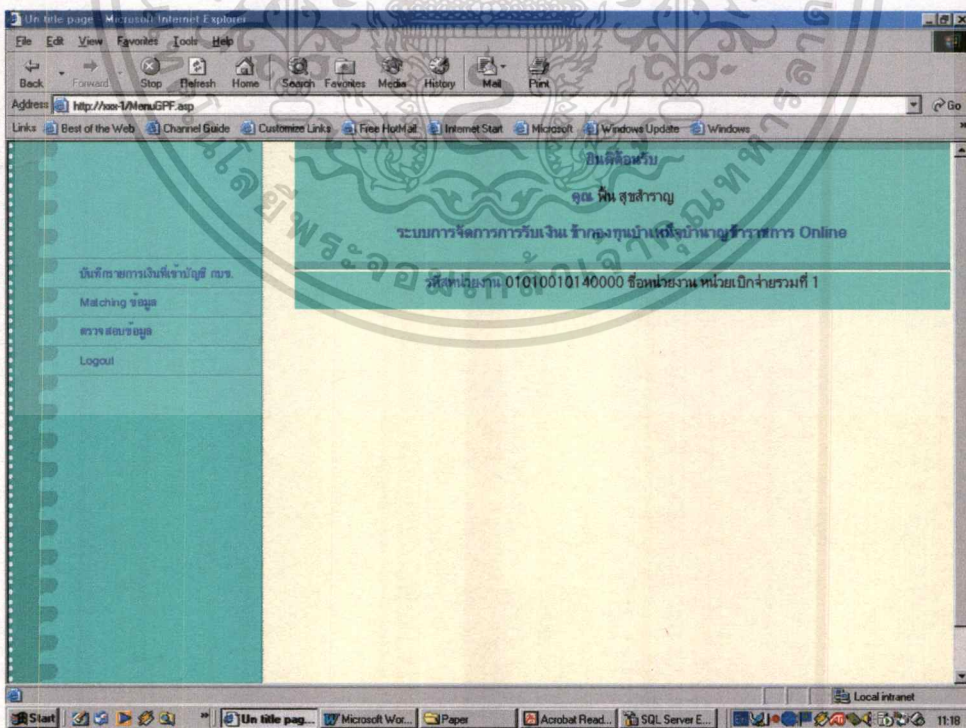 Un title page - Microsoft Internet Explorer
File Edit View Favorites Tools Help
Back Forward Stop Refresh Home Search Favorites Media History Mail Print
Address http://xxx-1/MenuGPF.asp Go
Links Best of the Web Channel Guide Customize Links Free HotMail Internet Start Microsoft Windows Update Windows
ยินดีต้อนรับ
คุณ ฟื้น สุขสำราญ
ระบบการจัดการการรับเงินเข้ากองทุนบำเหน็จบำนาญข้าราชการ Online
รหัสหน่วยงาน 01010010140000 ชื่อหน่วยงาน หน่วยเบิกจ่ายรวมที่ 1
บันทึกรายการเงินที่เข้าบัญชี กบข.
Matching ข้อมูล
ตรวจสอบข้อมูล
Logout
Local intranet
Start Un title pag... Microsoft Wor... Paper Acrobat Read... SQL Server E... 11:18